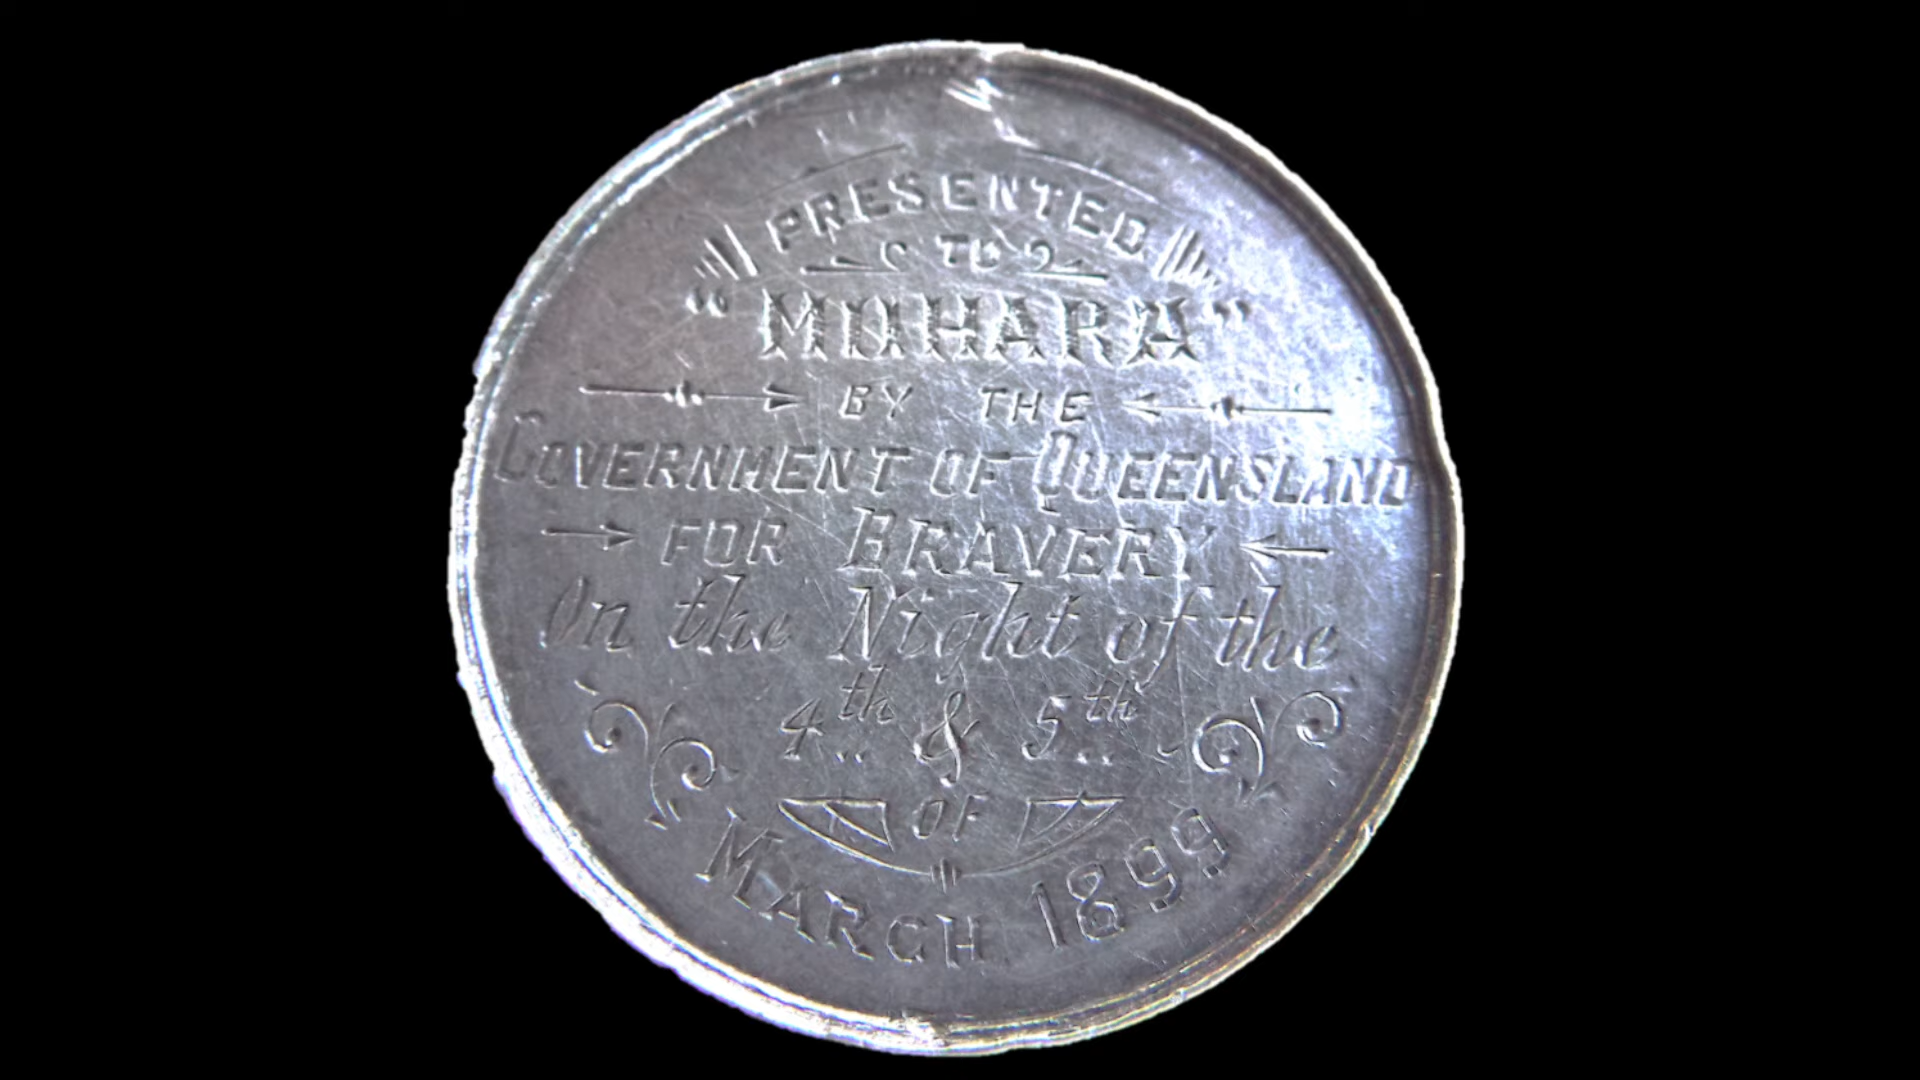 PRESENTED
TO
"MUHARA"
BY THE
GOVERNMENT OF QUEENSLAND
FOR BRAVERY
On the Night of the
4th & 5th
OF
MARCH 1899